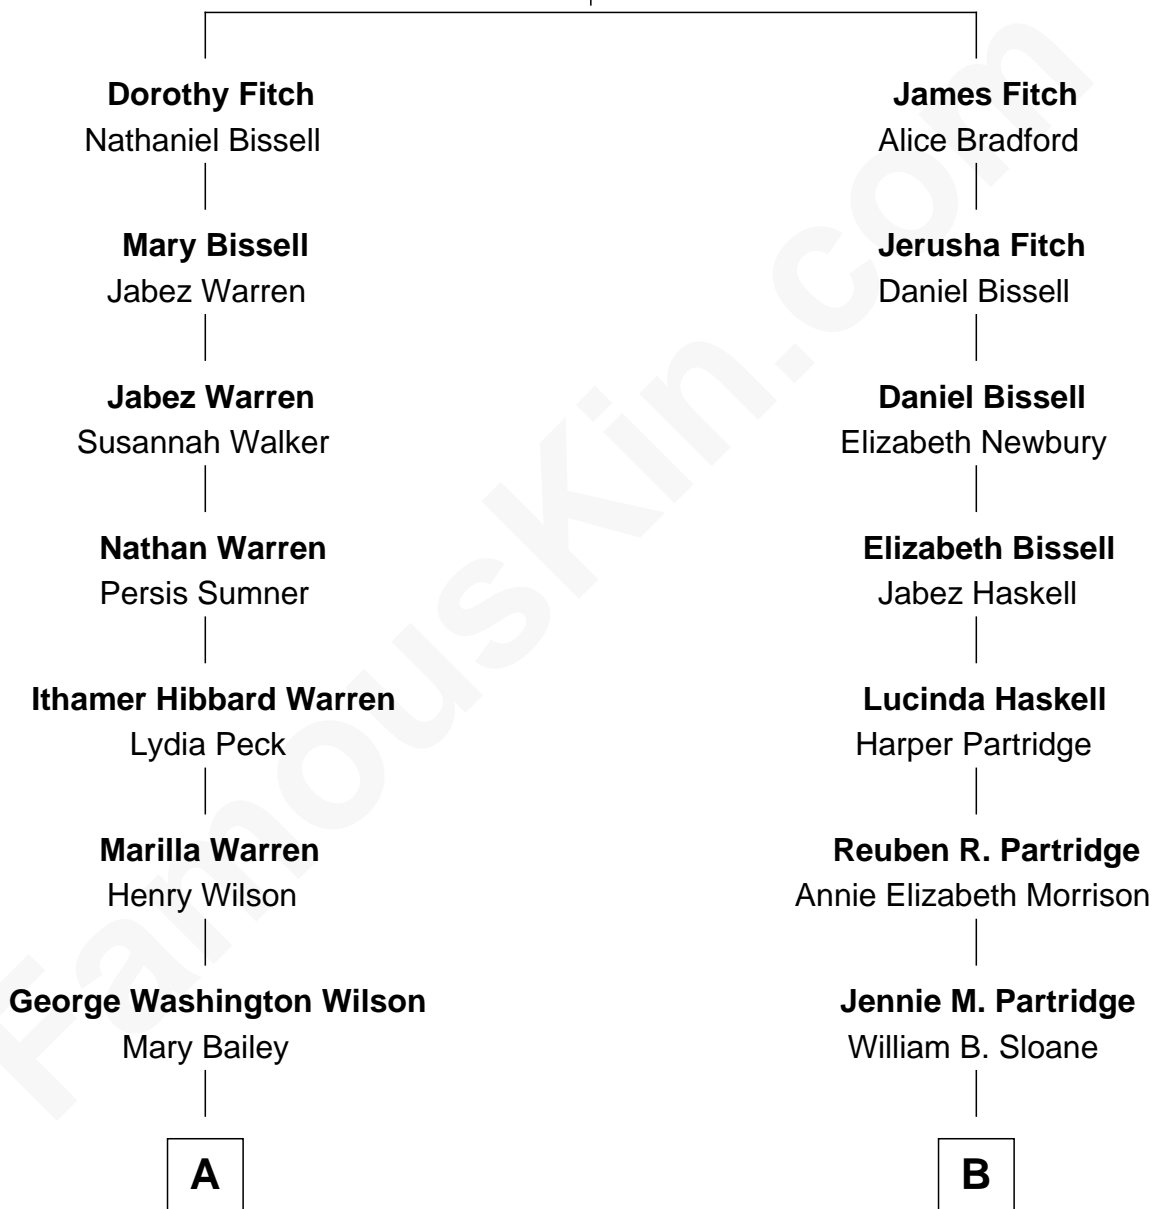 Dorothy Fitch
Nathaniel Bissell
Mary Bissell
Jabez Warren
Jabez Warren
Susannah Walker
Nathan Warren
Persis Sumner
Ithamer Hibbard Warren
Lydia Peck
Marilla Warren
Henry Wilson
George Washington Wilson
Mary Bailey
A
James Fitch
Alice Bradford
Jerusha Fitch
Daniel Bissell
Daniel Bissell
Elizabeth Newbury
Elizabeth Bissell
Jabez Haskell
Lucinda Haskell
Harper Partridge
Reuben R. Partridge
Annie Elizabeth Morrison
Jennie M. Partridge
William B. Sloane
B
FamousKin.com